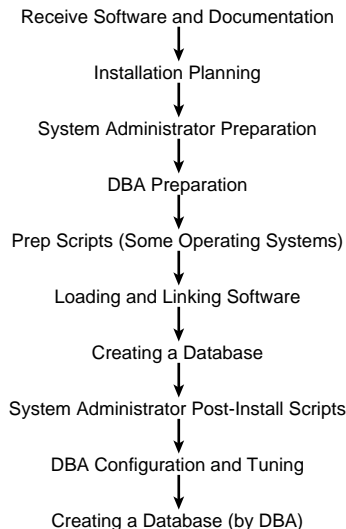 Receive Software and Documentation
Installation Planning
System Administrator Preparation
DBA Preparation
Prep Scripts (Some Operating Systems)
Loading and Linking Software
Creating a Database
System Administrator Post-Install Scripts
DBA Configuration and Tuning
Creating a Database (by DBA)